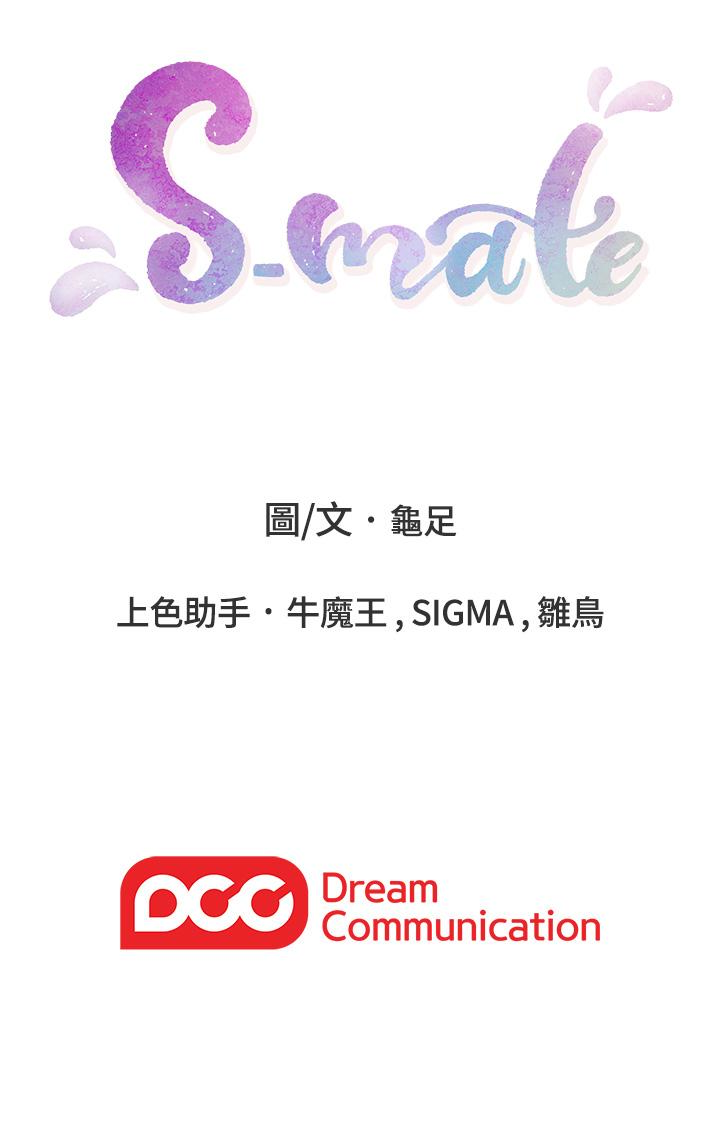 S-mate
圖/文・龜足
上色助手・牛魔王 , SIGMA , 雛鳥
DCC Dream
Communication